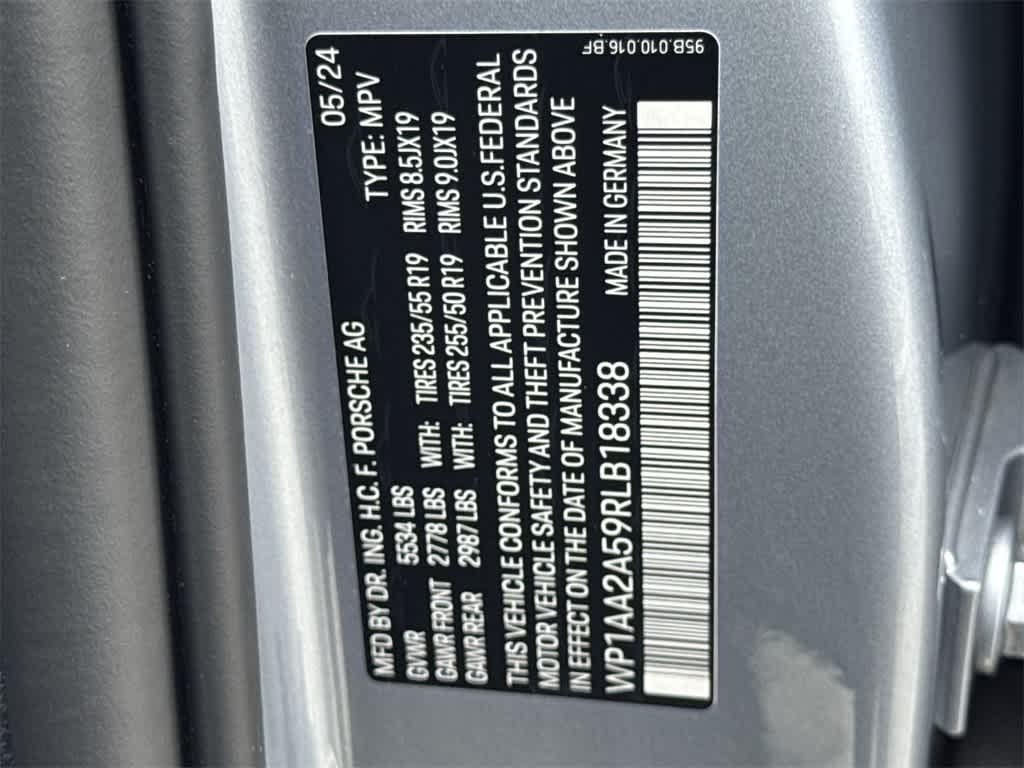 05/24
MFD BY DR. ING. H.C. F. PORSCHE AG TYPE: MPV
GVWR 5534 LBS
GAWR FRONT 2778 LBS WITH: TIRES 235/55 R19 RIMS 8.5JX19
GAWR REAR 2987 LBS WITH: TIRES 255/50 R19 RIMS 9.0JX19
THIS VEHICLE CONFORMS TO ALL APPLICABLE U.S.FEDERAL
MOTOR VEHICLE SAFETY AND THEFT PREVENTION STANDARDS
IN EFFECT ON THE DATE OF MANUFACTURE SHOWN ABOVE
WP1AA2A59RLB18338 MADE IN GERMANY
95B.010.016.BF